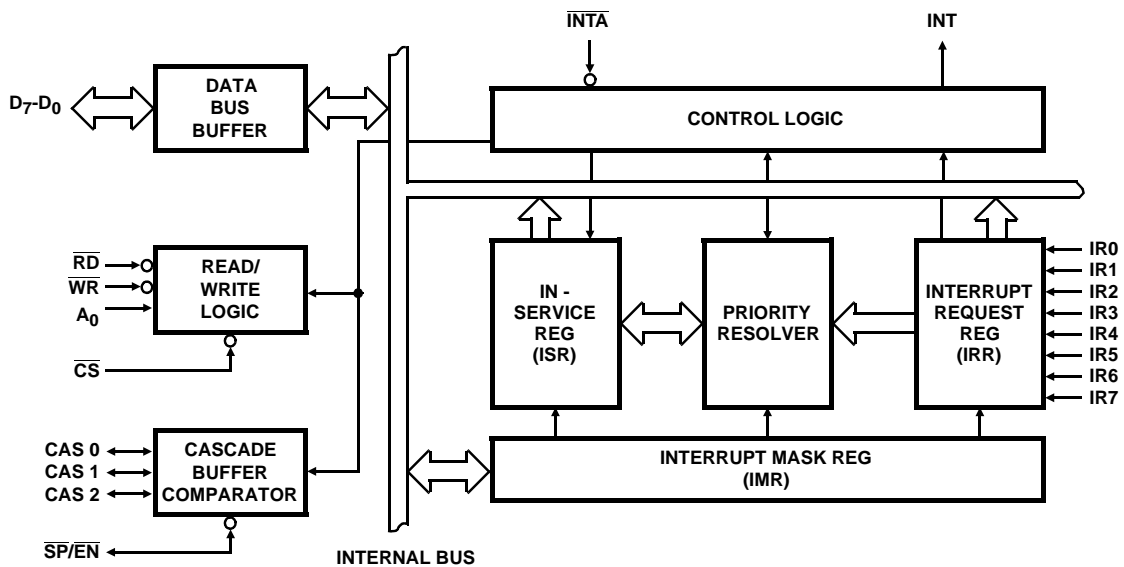 INTA
INT
D7-D0
DATA
BUS
BUFFER
CONTROL LOGIC
RD
WR
A0
CS
READ/
WRITE
LOGIC
IN -
SERVICE
REG
(ISR)
PRIORITY
RESOLVER
INTERRUPT
REQUEST
REG
(IRR)
IR0
IR1
IR2
IR3
IR4
IR5
IR6
IR7
CAS 0
CAS 1
CAS 2
CASCADE
BUFFER
COMPARATOR
INTERRUPT MASK REG
(IMR)
SP/EN
INTERNAL BUS